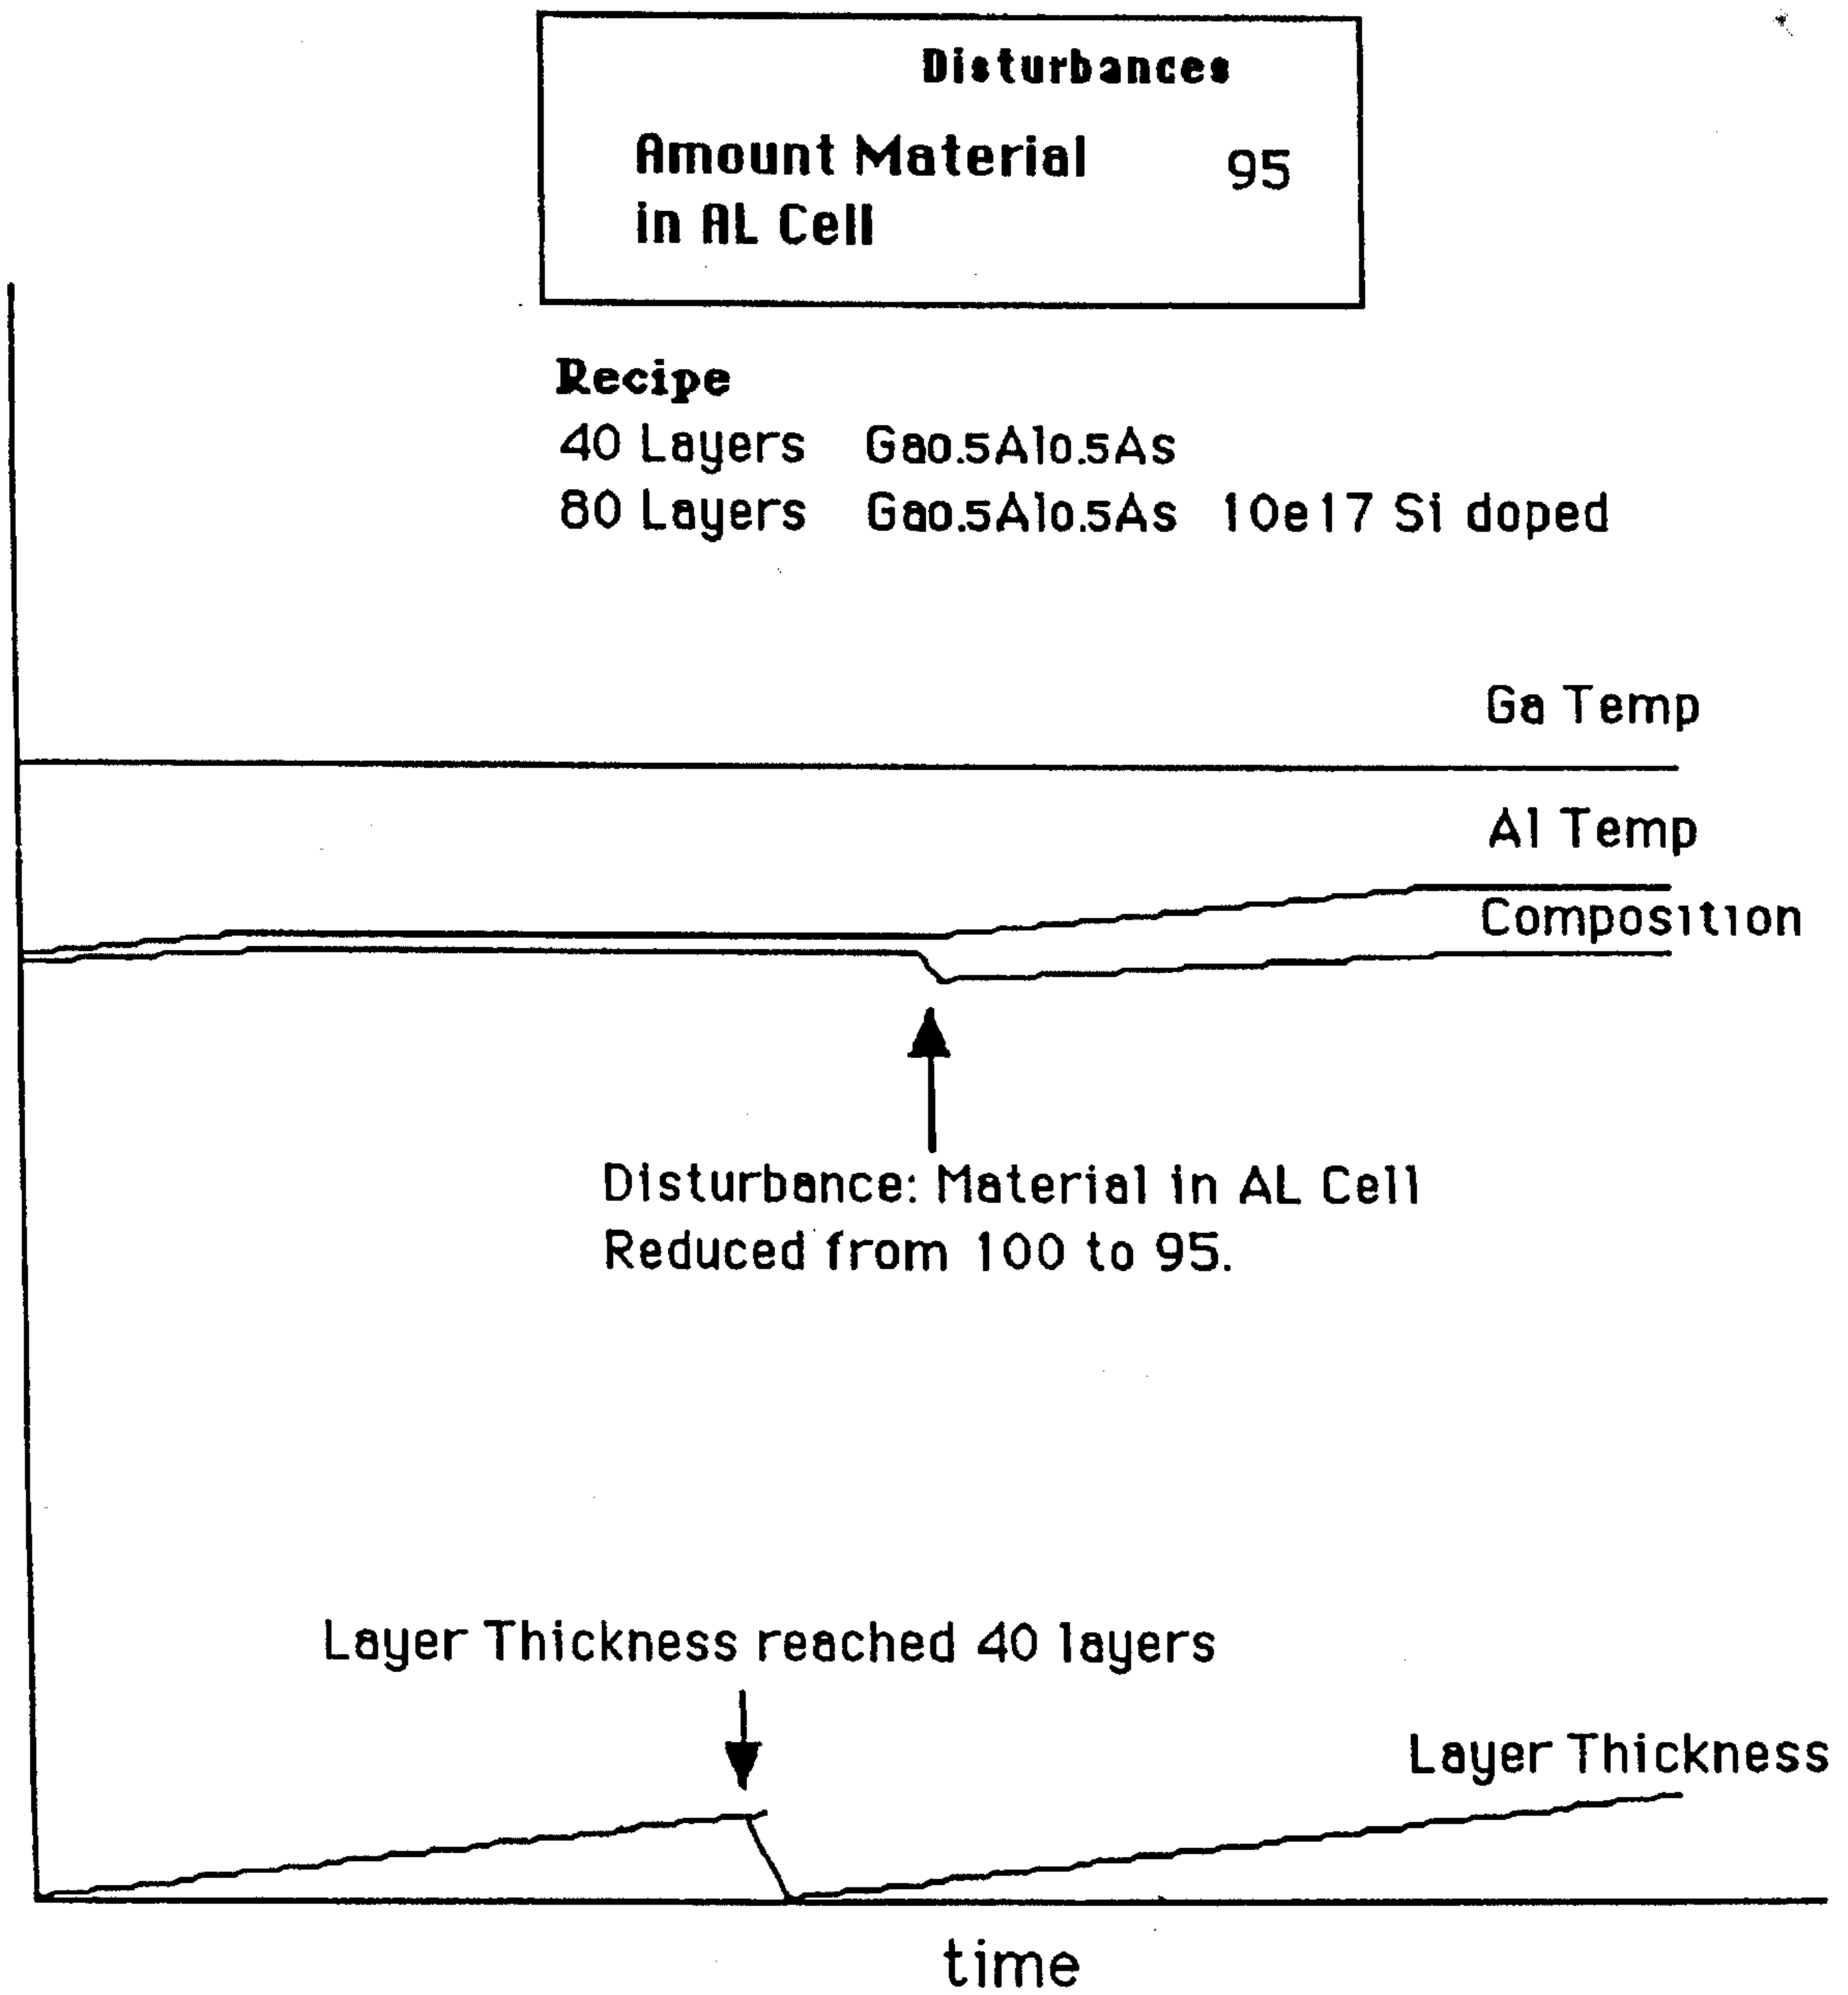 Disturbances
Amount Material 95
in AL Cell
Recipe
40 Layers Ga0.5Al0.5As
80 Layers Ga0.5Al0.5As 10e17 Si doped
Ga Temp
Al Temp
Composition
Disturbance: Material in AL Cell
Reduced from 100 to 95.
Layer Thickness reached 40 layers
Layer Thickness
time